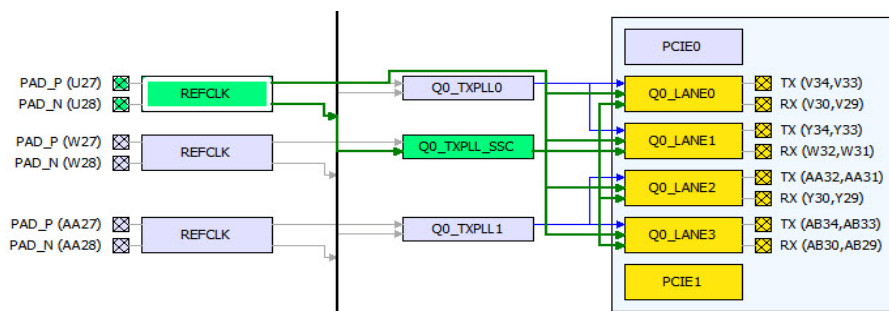 PCIE0
PAD_P (U27)
PAD_N (U28)
REFCLK
Q0_TXPLL0
Q0_LANE0
TX (V34,V33)
RX (V30,V29)
PAD_P (W27)
PAD_N (W28)
REFCLK
Q0_TXPLL_SSC
Q0_LANE1
TX (Y34,Y33)
RX (W32,W31)
Q0_LANE2
TX (AA32,AA31)
RX (Y30,Y29)
PAD_P (AA27)
PAD_N (AA28)
REFCLK
Q0_TXPLL1
Q0_LANE3
TX (AB34,AB33)
RX (AB30,AB29)
PCIE1